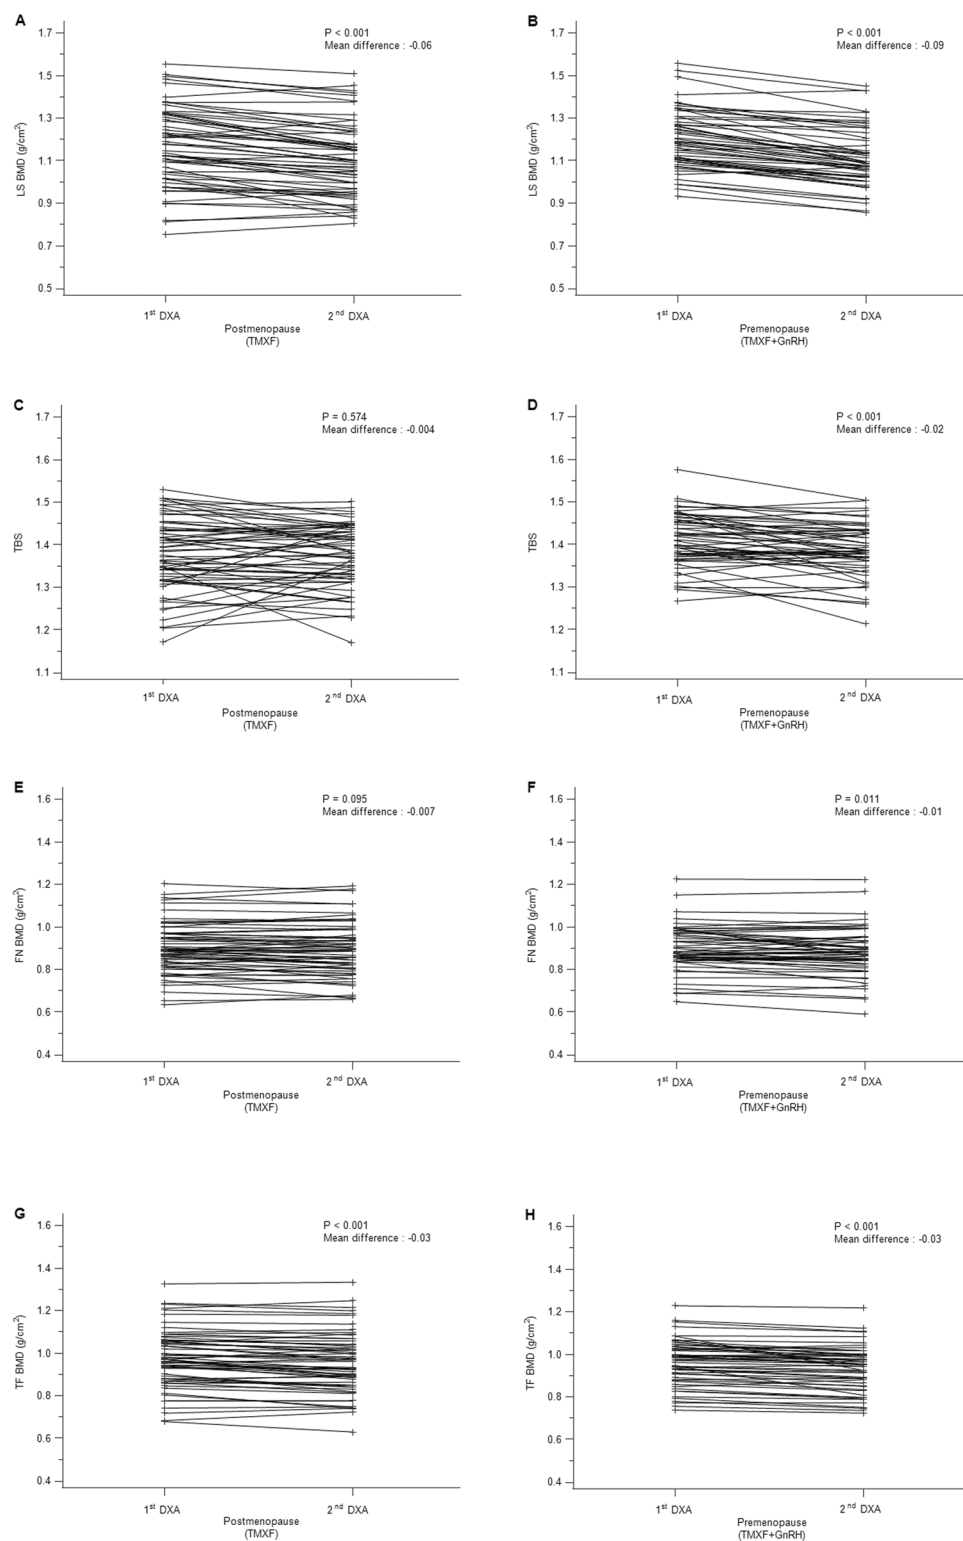 A
P < 0.001
Mean difference : -0.06
1.7
1.5
1.3
1.1
0.9
0.7
0.5
LS BMD (g/cm²)
1st DXA
2nd DXA
Postmenopause
(TMXF)
B
P < 0.001
Mean difference : -0.09
1.7
1.5
1.3
1.1
0.9
0.7
0.5
LS BMD (g/cm²)
1st DXA
2nd DXA
Premenopause
(TMXF+GnRH)
C
P = 0.574
Mean difference : -0.004
1.7
1.6
1.5
1.4
1.3
1.2
1.1
TBS
1st DXA
2nd DXA
Postmenopause
(TMXF)
D
P < 0.001
Mean difference : -0.02
1.7
1.6
1.5
1.4
1.3
1.2
1.1
TBS
1st DXA
2nd DXA
Premenopause
(TMXF+GnRH)
E
P = 0.095
Mean difference : -0.007
1.6
1.4
1.2
1.0
0.8
0.6
0.4
FN BMD (g/cm²)
1st DXA
2nd DXA
Postmenopause
(TMXF)
F
P = 0.011
Mean difference : -0.01
1.6
1.4
1.2
1.0
0.8
0.6
0.4
FN BMD (g/cm²)
1st DXA
2nd DXA
Premenopause
(TMXF+GnRH)
G
P < 0.001
Mean difference : -0.03
1.6
1.4
1.2
1.0
0.8
0.6
0.4
TF BMD (g/cm²)
1st DXA
2nd DXA
Postmenopause
(TMXF)
H
P < 0.001
Mean difference : -0.03
1.6
1.4
1.2
1.0
0.8
0.6
0.4
TF BMD (g/cm²)
1st DXA
2nd DXA
Premenopause
(TMXF+GnRH)